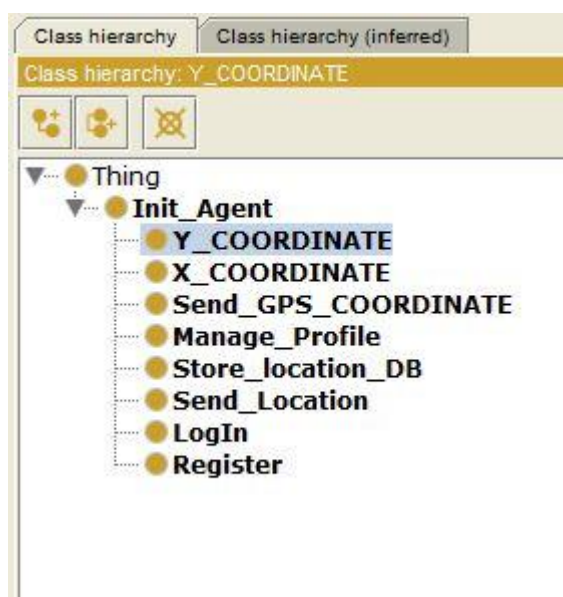 Class hierarchy Class hierarchy (inferred)
Class hierarchy: Y_COORDINATE
Thing
Init_Agent
Y_COORDINATE
X_COORDINATE
Send_GPS_COORDINATE
Manage_Profile
Store_location_DB
Send_Location
LogIn
Register